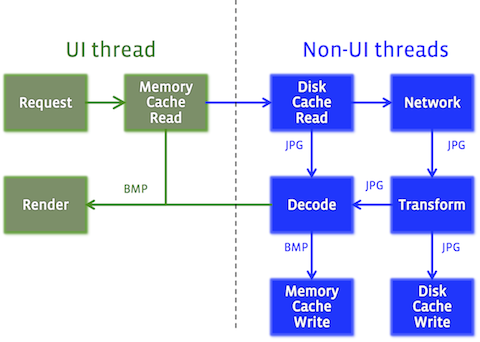 UI thread
Non-UI threads
Request
Memory
Cache
Read
Disk
Cache
Read
Network
JPG
JPG
BMP
JPG
Render
Decode
Transform
BMP
JPG
Memory
Cache
Write
Disk
Cache
Write